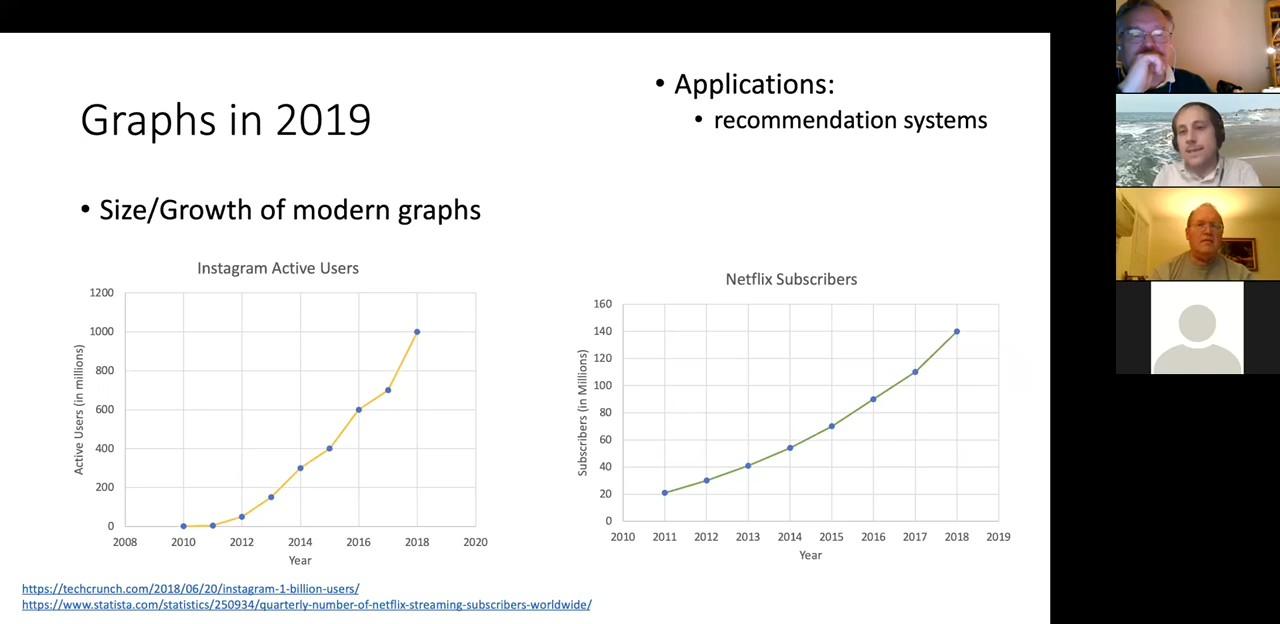 Graphs in 2019
• Applications:
• recommendation systems
• Size/Growth of modern graphs
Instagram Active Users
Active Users (in millions)
1200
1000
800
600
400
200
0
2008 2010 2012 2014 2016 2018 2020
Year
Netflix Subscribers
Subscribers (in Millions)
160
140
120
100
80
60
40
20
0
2010 2011 2012 2013 2014 2015 2016 2017 2018 2019
Year
https://techcrunch.com/2018/06/20/instagram-1-billion-users/
https://www.statista.com/statistics/250934/quarterly-number-of-netflix-streaming-subscribers-worldwide/